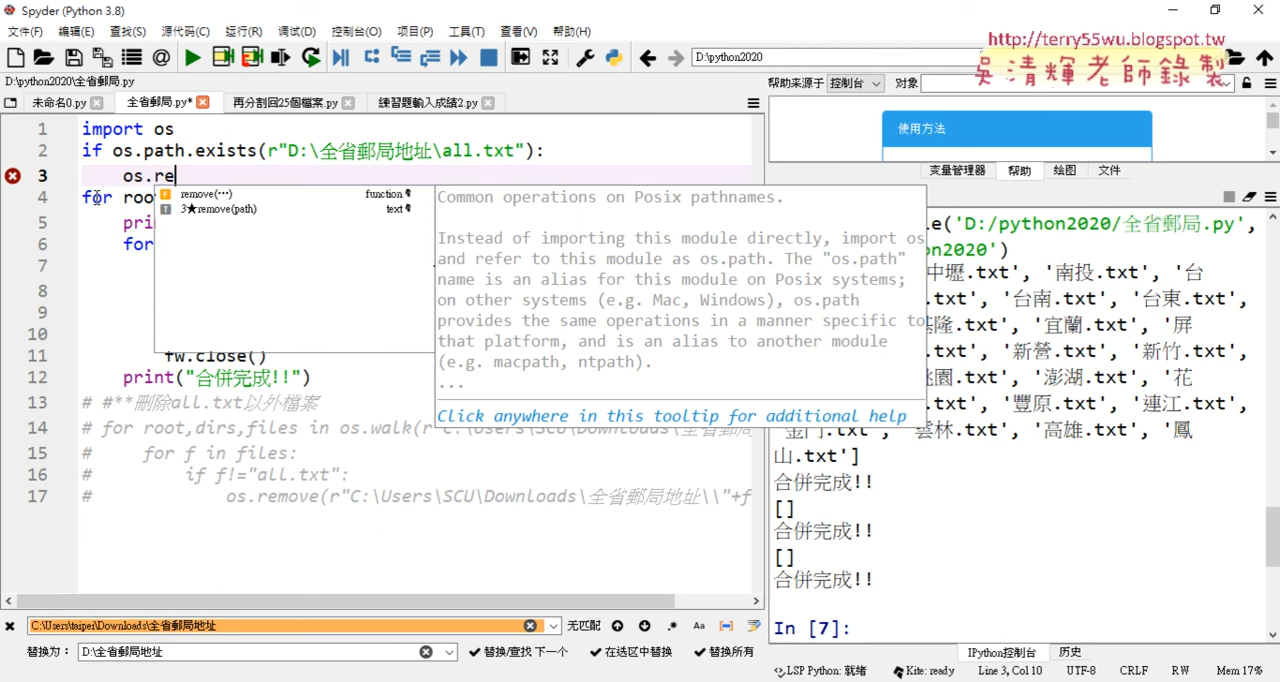 Spyder (Python 3.8)
文件(F) 编辑(E) 查找(S) 源代码(C) 运行(R) 调试(D) 控制台(O) 项目(P) 工具(T) 查看(V) 帮助(H)
D:\python2020
http://terry55wu.blogspot.tw
吳清輝老師錄製
D:\python2020\全省郵局.py
帮助来源于 控制台 对象
未命名0.py 全省郵局.py* 再分割回25個檔案.py 練習題輸入成績2.py
使用方法
变量管理器 帮助 绘图 文件
1 import os
2 if os.path.exists(r"D:\全省郵局地址\all.txt"):
3 os.re
4 for roo
5 pri
6 for
7
8
9
10
11 fw.close()
12 print("合併完成!!")
13 # #**刪除all.txt以外檔案
14 # for root,dirs,files in os.walk(r"C:\Users\SCU\Downloads\全省郵局
15 # for f in files:
16 # if f!="all.txt":
17 # os.remove(r"C:\Users\SCU\Downloads\全省郵局地址\\"+f
remove(…) function
3★remove(path) text
Common operations on Posix pathnames.
Instead of importing this module directly, import os
and refer to this module as os.path. The "os.path"
name is an alias for this module on Posix systems;
on other systems (e.g. Mac, Windows), os.path
provides the same operations in a manner specific to
that platform, and is an alias to another module
(e.g. macpath, ntpath).
...
Click anywhere in this tooltip for additional help
le('D:/python2020/全省郵局.py',
on2020')
中壢.txt', '南投.txt', '台
.txt', '台南.txt', '台東.txt',
基隆.txt', '宜蘭.txt', '屏
.txt', '新營.txt', '新竹.txt',
桃園.txt', '澎湖.txt', '花
.txt', '豐原.txt', '連江.txt',
'金門.txt', '雲林.txt', '高雄.txt', '鳳
山.txt']
合併完成!!
[]
合併完成!!
[]
合併完成!!
In [7]:
C:\Users\taipei\Downloads\全省郵局地址 无匹配 .* Aa
替换为: D:\全省郵局地址 替换/查找 下一个 在选区中替换 替换所有
IPython控制台 历史
LSP Python: 就绪 Kite: ready Line 3, Col 10 UTF-8 CRLF RW Mem 17%